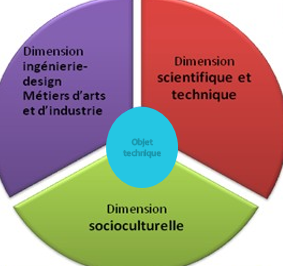 Dimension
ingénierie-
design
Métiers d'arts
et d'industrie
Dimension
scientifique et
technique
Objet
technique
Dimension
socioculturelle